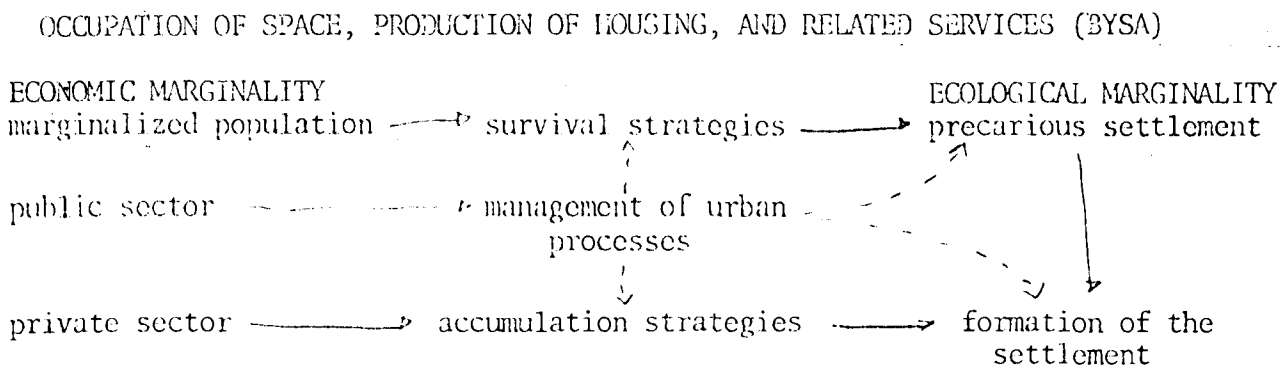 OCCUPATION OF SPACE, PRODUCTION OF HOUSING, AND RELATED SERVICES (BYSA)
ECONOMIC MARGINALITY ECOLOGICAL MARGINALITY
marginalized population survival strategies precarious settlement
public sector management of urban
processes
private sector accumulation strategies formation of the
settlement